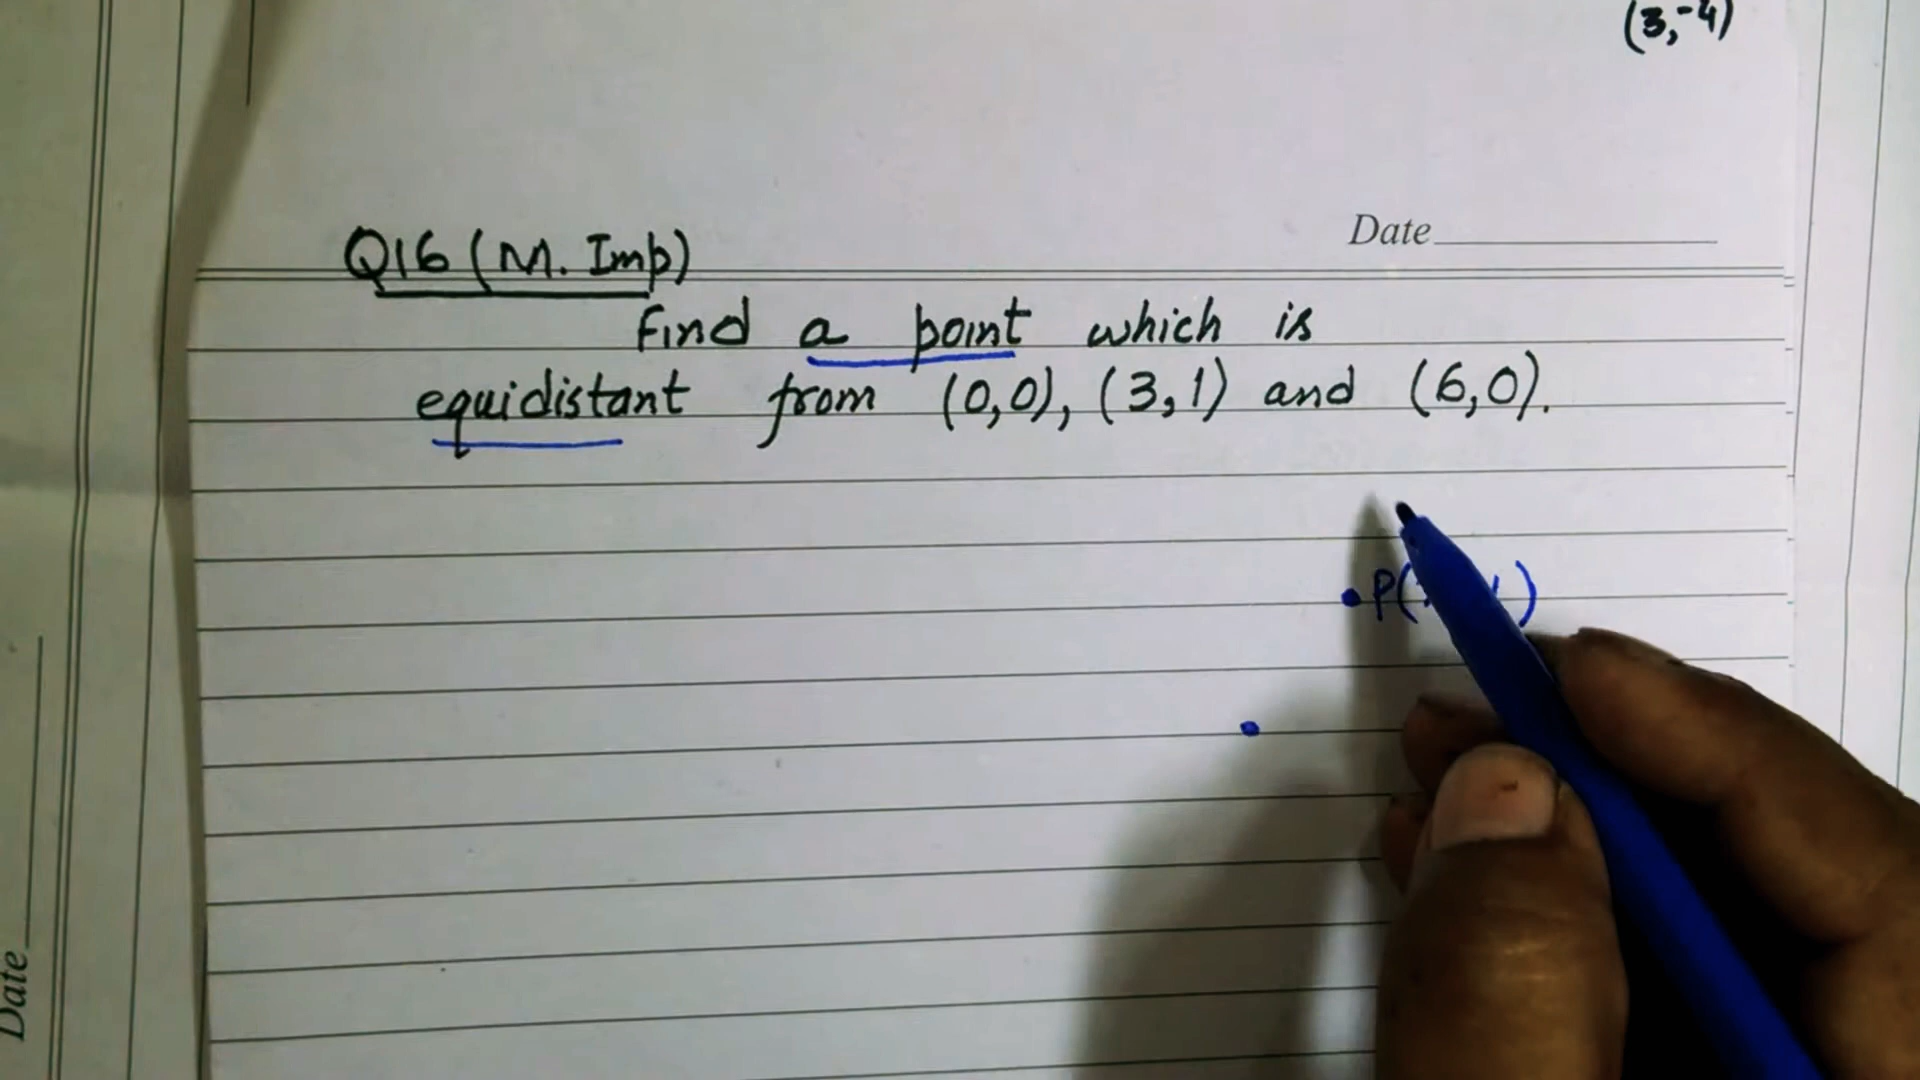 (3,-4)
Date
Q16 (M. Imp)
Find a point which is
equidistant from (0,0), (3,1) and (6,0).
P(
)
Date